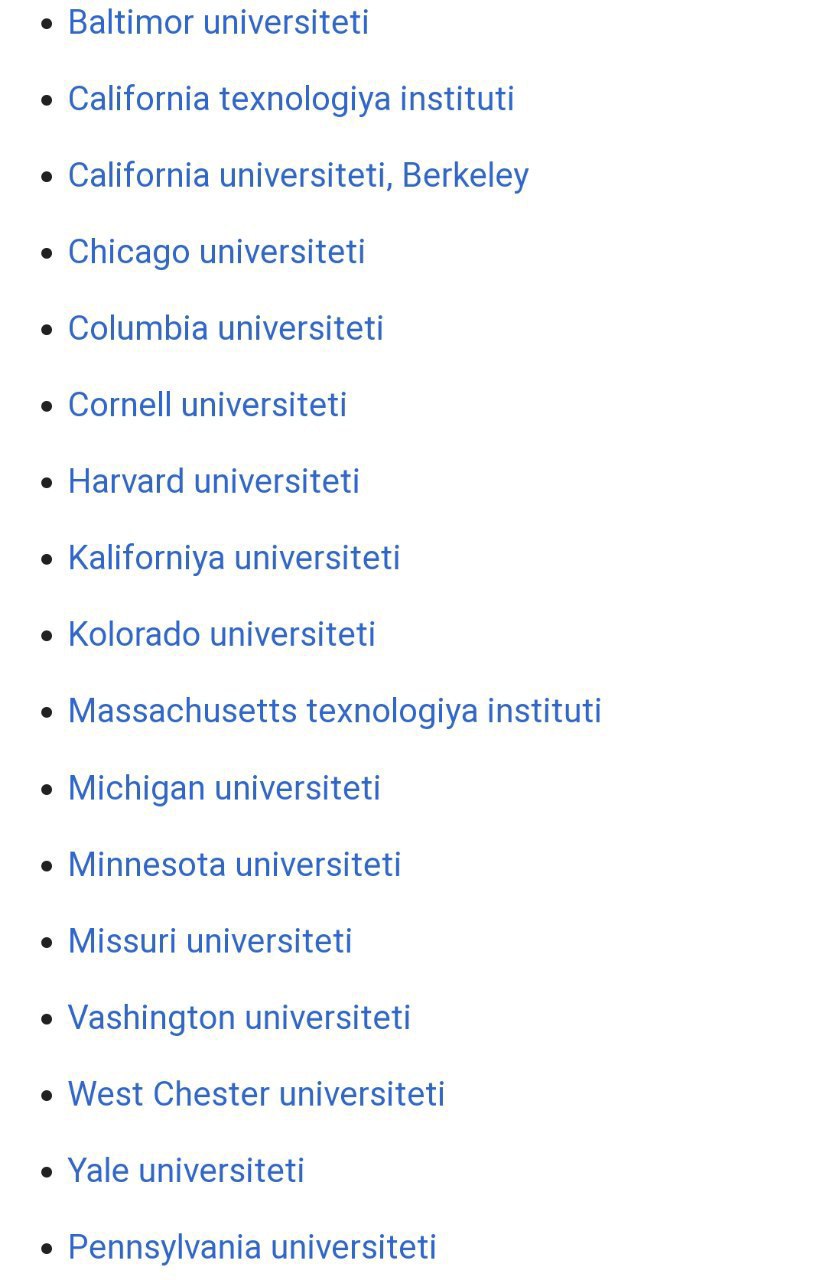 Baltimor universiteti
California texnologiya instituti
California universiteti, Berkeley
Chicago universiteti
Columbia universiteti
Cornell universiteti
Harvard universiteti
Kaliforniya universiteti
Kolorado universiteti
Massachusetts texnologiya instituti
Michigan universiteti
Minnesota universiteti
Missuri universiteti
Vashington universiteti
West Chester universiteti
Yale universiteti
Pennsylvania universiteti